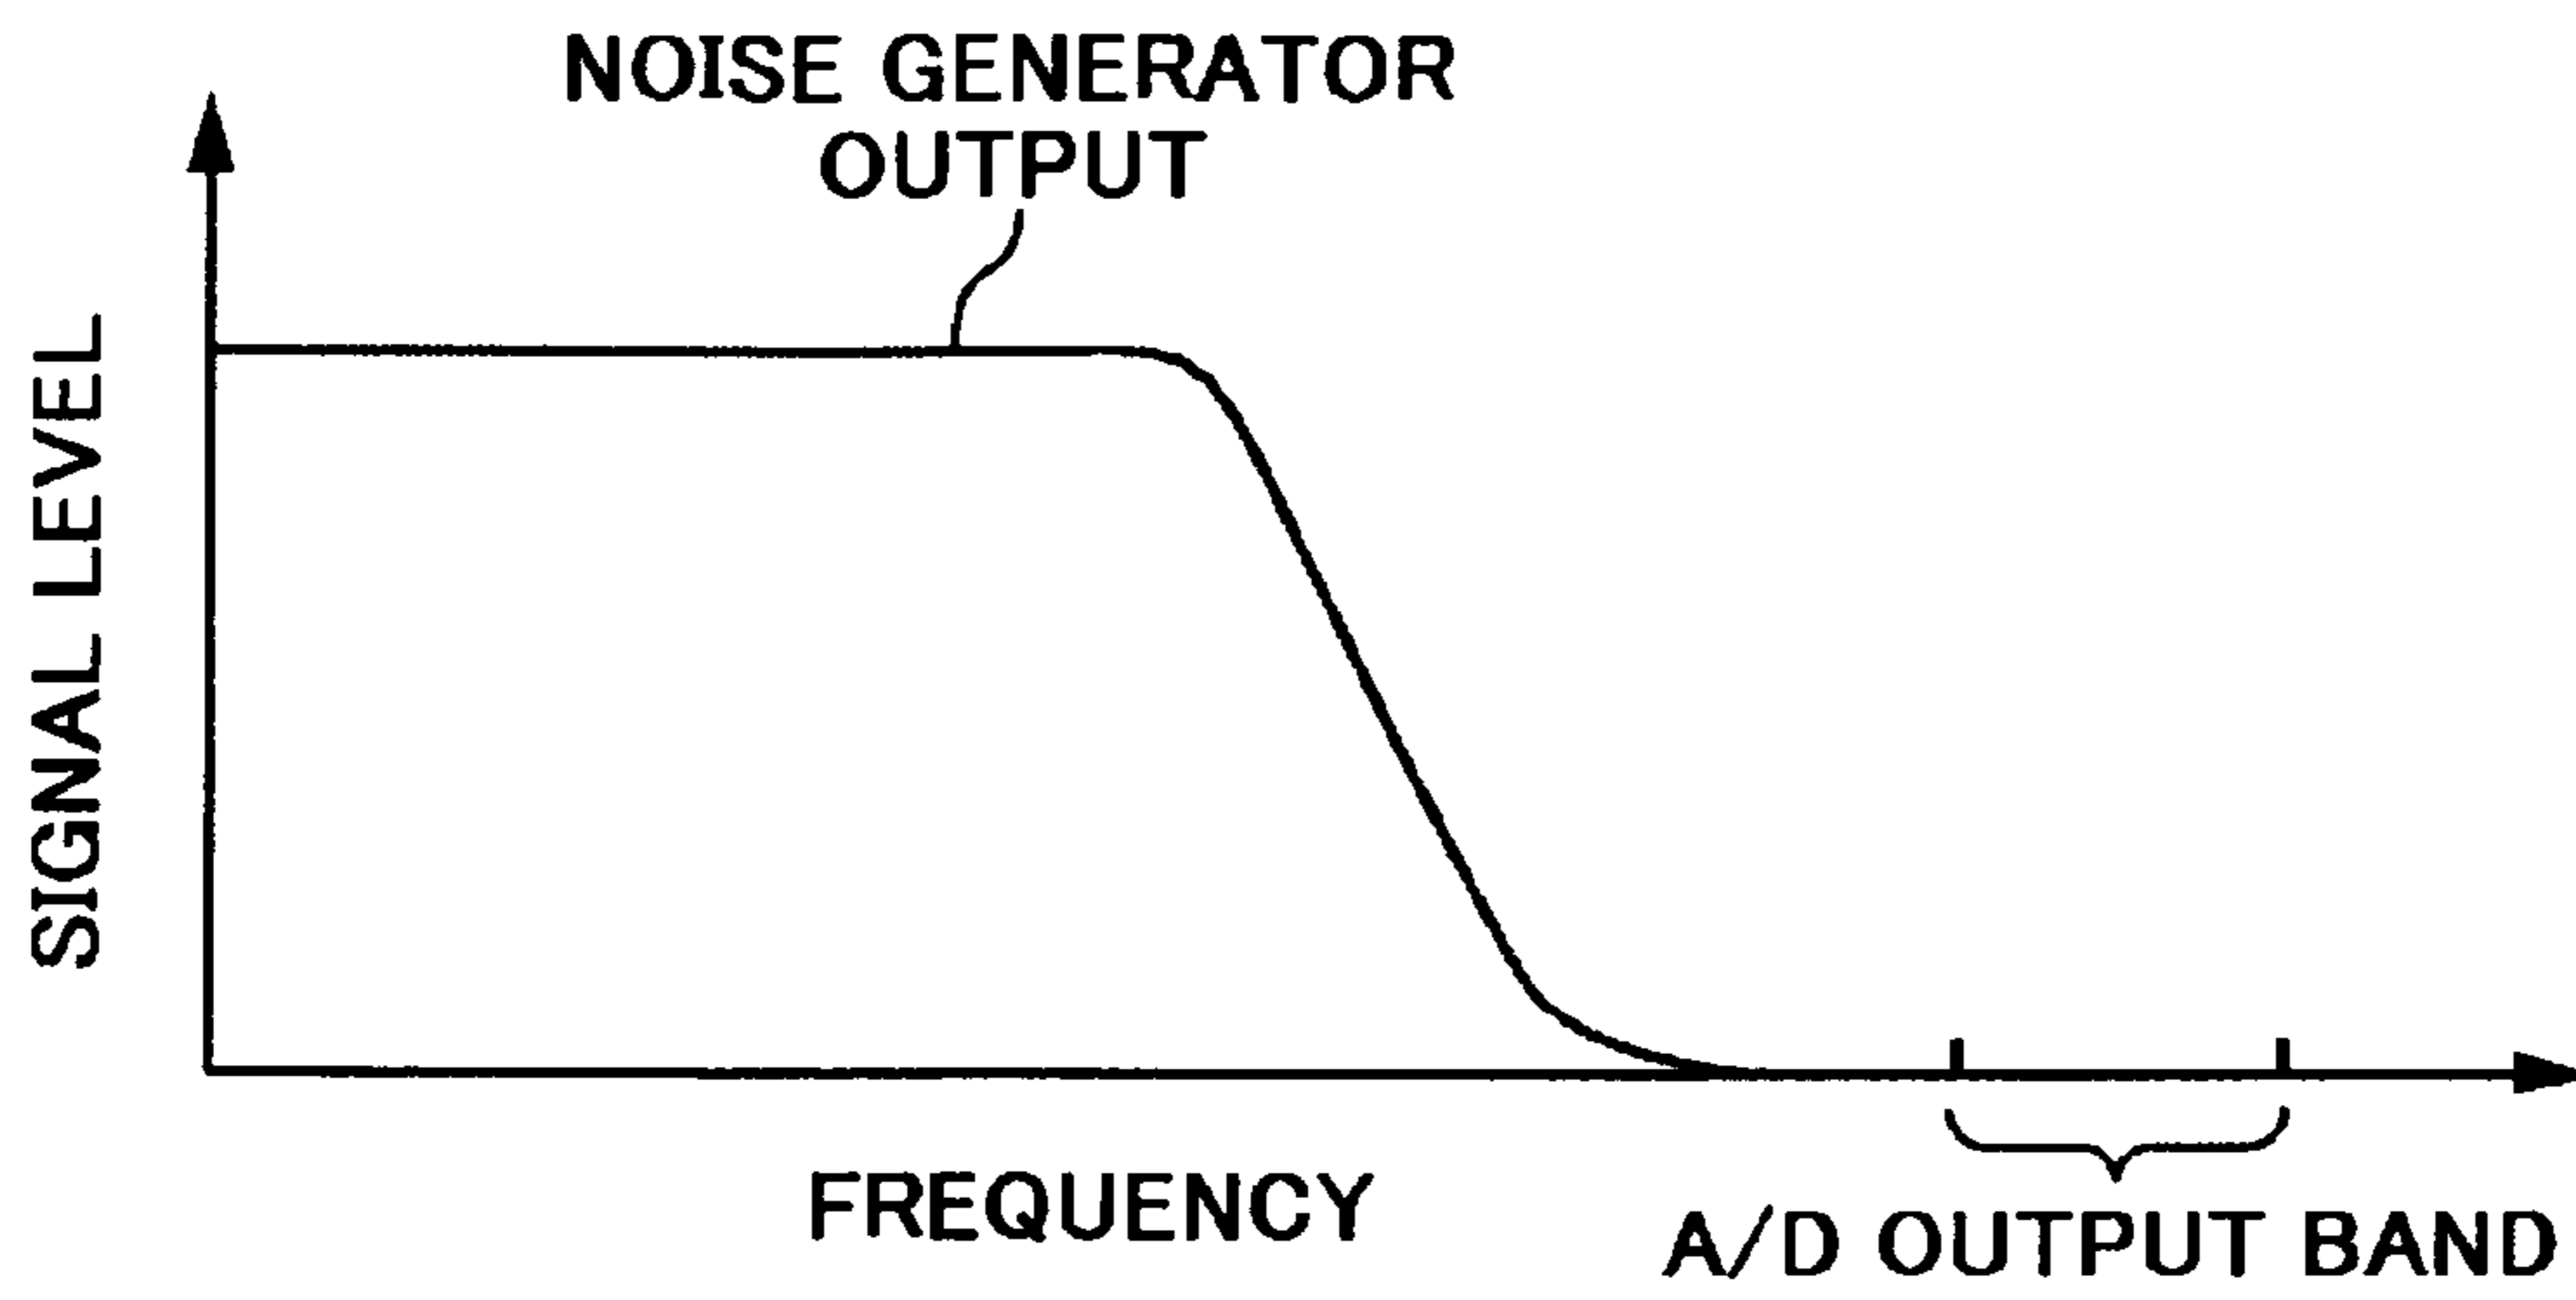 NOISE GENERATOR
OUTPUT
SIGNAL LEVEL
FREQUENCY
A/D OUTPUT BAND